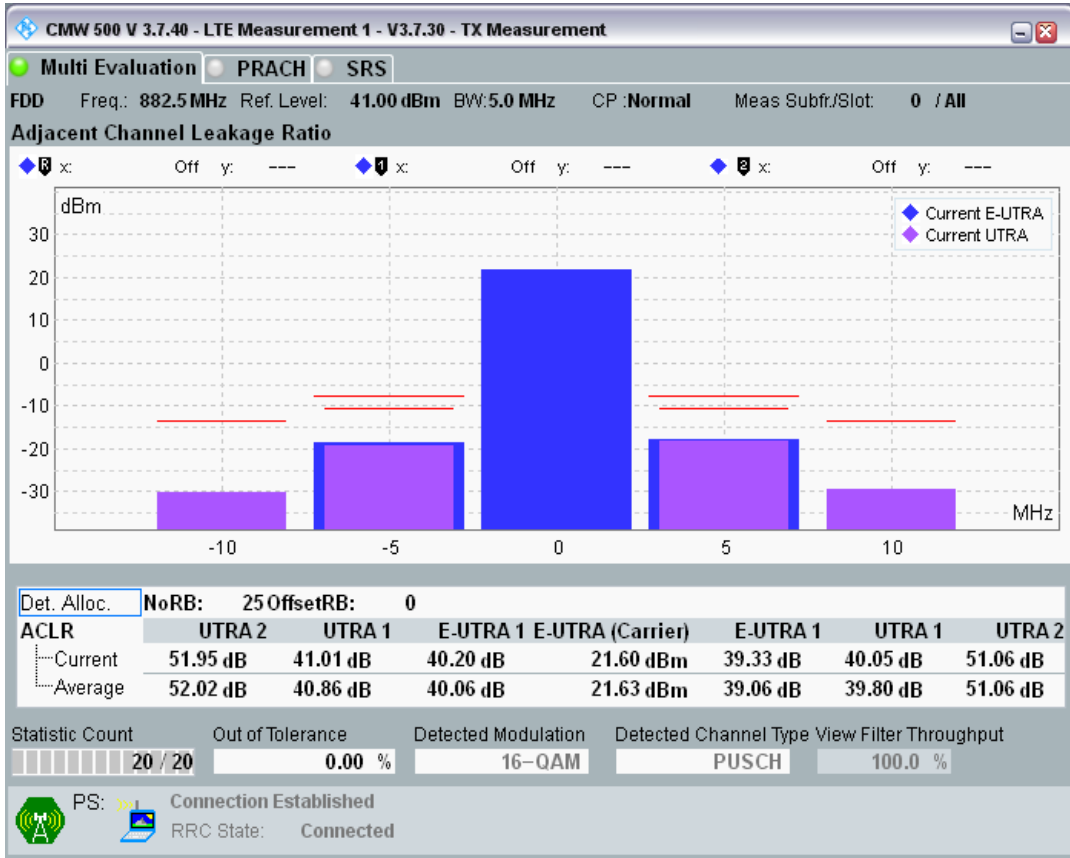 CMW 500 V 3.7.40 - LTE Measurement 1 - V3.7.30 - TX Measurement
Multi Evaluation PRACH SRS
FDD Freq.: 882.5 MHz Ref. Level: 41.00 dBm BW: 5.0 MHz CP : Normal Meas Subfr./Slot: 0 / All
Adjacent Channel Leakage Ratio
R x: Off y: --- 1 x: Off y: --- 2 x: Off y: ---
dBm
Current E-UTRA
Current UTRA
30
20
10
0
-10
-20
-30
MHz
-10 -5 0 5 10
Det. Alloc. NoRB: 25 OffsetRB: 0
ACLR UTRA 2 UTRA 1 E-UTRA 1 E-UTRA (Carrier) E-UTRA 1 UTRA 1 UTRA 2
Current 51.95 dB 41.01 dB 40.20 dB 21.60 dBm 39.33 dB 40.05 dB 51.06 dB
Average 52.02 dB 40.86 dB 40.06 dB 21.63 dBm 39.06 dB 39.80 dB 51.06 dB
Statistic Count Out of Tolerance Detected Modulation Detected Channel Type View Filter Throughput
20 / 20 0.00 % 16-QAM PUSCH 100.0 %
PS: Connection Established
RRC State: Connected